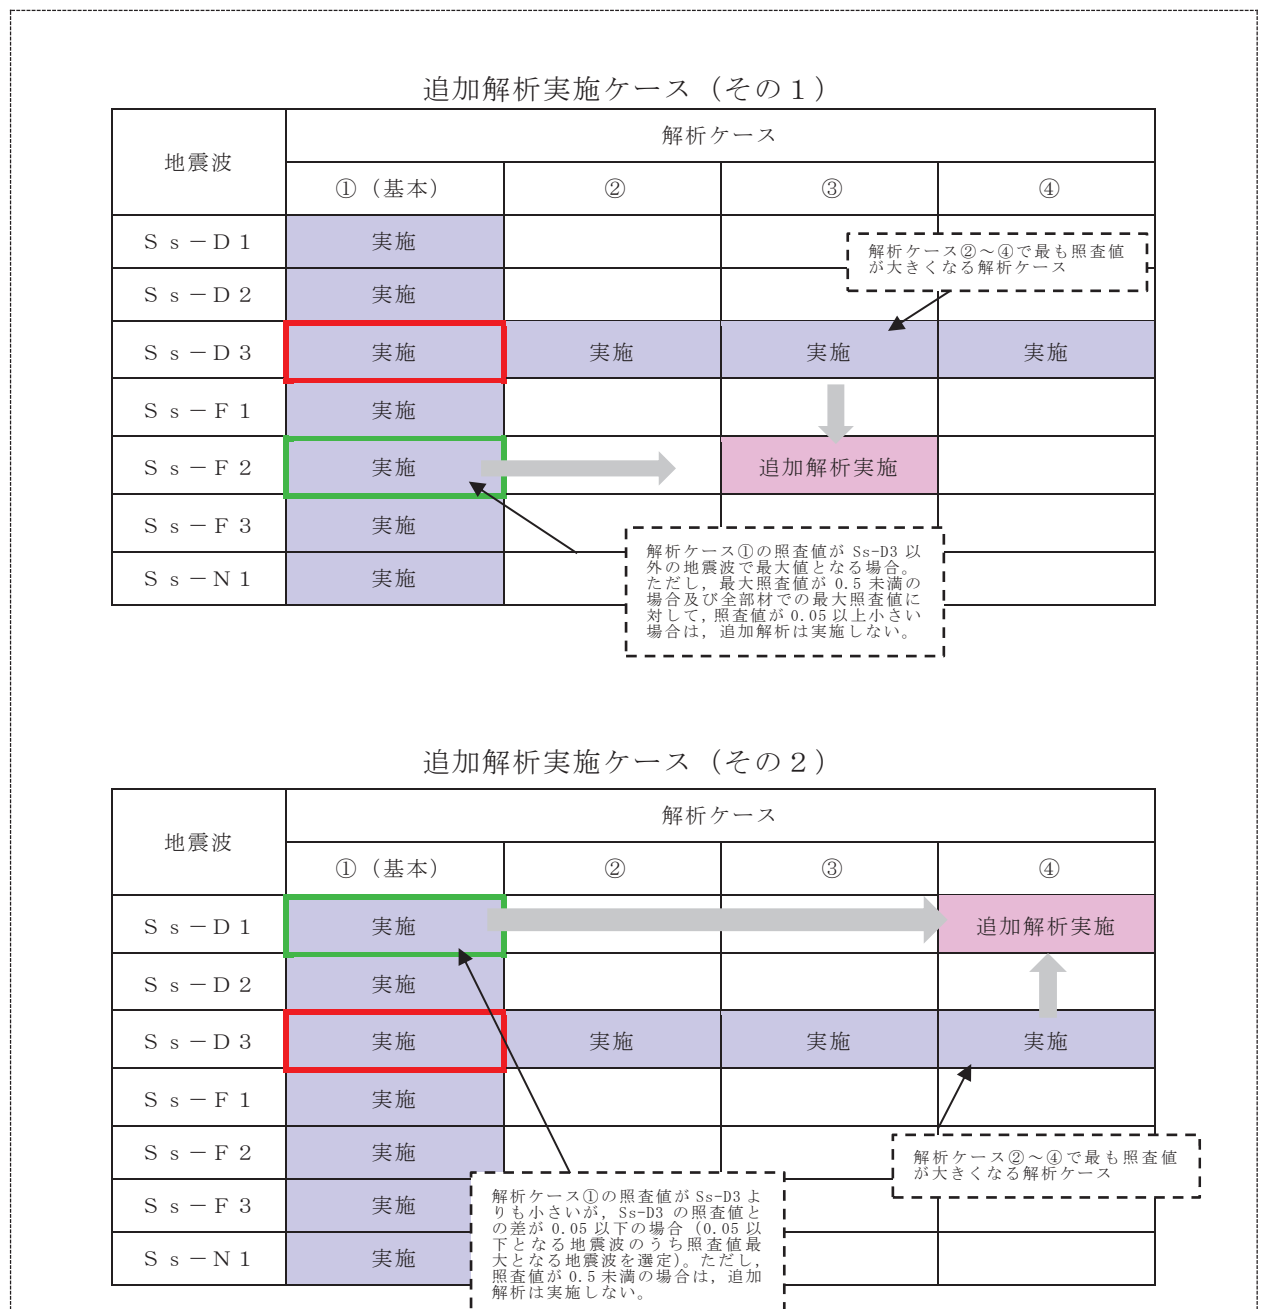 追加解析実施ケース（その１）
地震波
解析ケース
①（基本）
②
③
④
Ｓｓ－Ｄ１
実施
解析ケース②～④で最も照査値
が大きくなる解析ケース
Ｓｓ－Ｄ２
実施
Ｓｓ－Ｄ３
実施
実施
実施
実施
Ｓｓ－Ｆ１
実施
Ｓｓ－Ｆ２
実施
追加解析実施
Ｓｓ－Ｆ３
実施
Ｓｓ－Ｎ１
実施
解析ケース①の照査値が Ss-D3 以
外の地震波で最大値となる場合。
ただし，最大照査値が 0.5 未満の
場合及び全部材での最大照査値に
対して，照査値が 0.05 以上小さい
場合は，追加解析は実施しない。
追加解析実施ケース（その２）
地震波
解析ケース
①（基本）
②
③
④
Ｓｓ－Ｄ１
実施
追加解析実施
Ｓｓ－Ｄ２
実施
Ｓｓ－Ｄ３
実施
実施
実施
実施
Ｓｓ－Ｆ１
実施
Ｓｓ－Ｆ２
実施
解析ケース②～④で最も照査値
が大きくなる解析ケース
Ｓｓ－Ｆ３
実施
Ｓｓ－Ｎ１
実施
解析ケース①の照査値が Ss-D3 よ
りも小さいが，Ss-D3 の照査値と
の差が 0.05 以下の場合（0.05 以
下となる地震波のうち照査値最
大となる地震波を選定）。ただし，
照査値が 0.5 未満の場合は，追加
解析は実施しない。